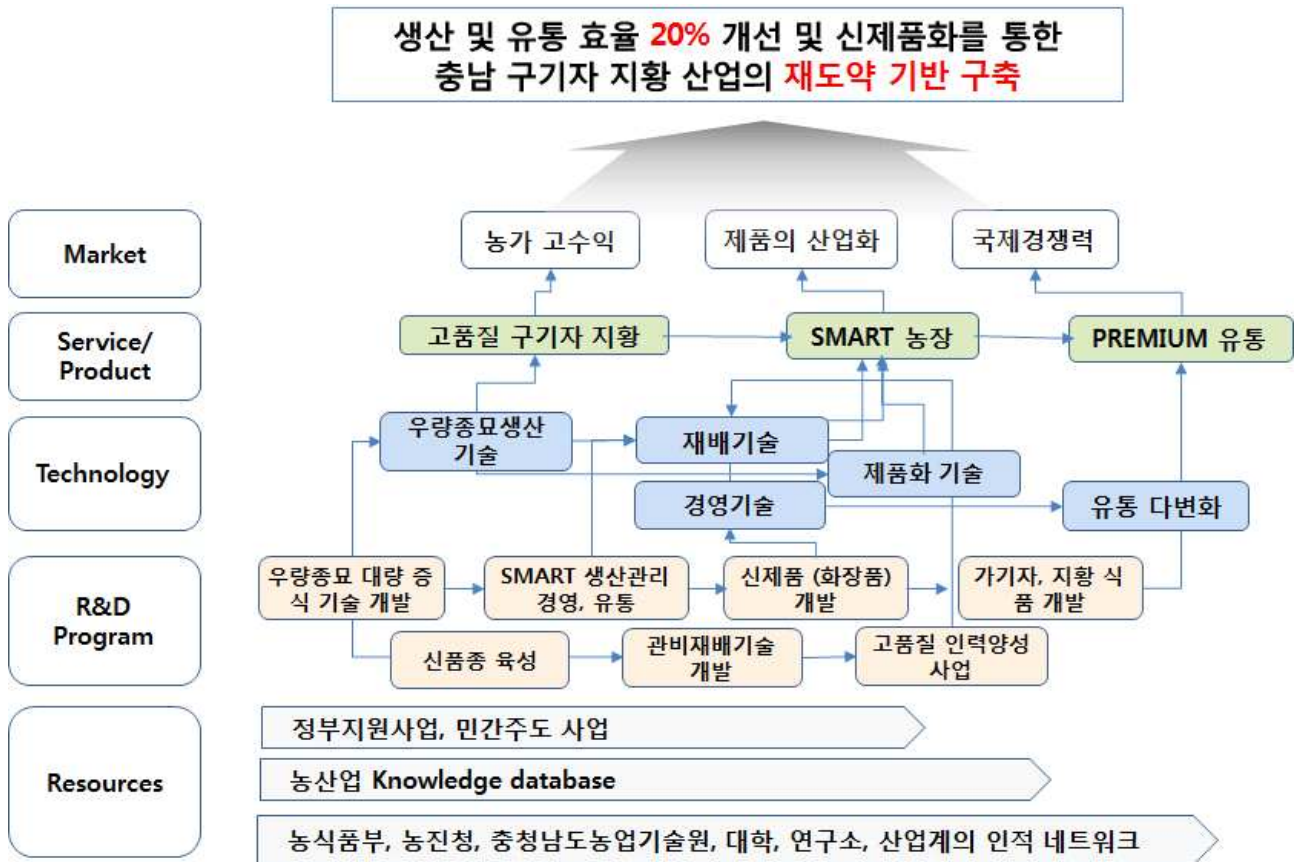 생산 및 유통 효율 20% 개선 및 신제품화를 통한
충남 구기자 지황 산업의 재도약 기반 구축
Market
농가 고수익
제품의 산업화
국제경쟁력
Service/
Product
고품질 구기자 지황
SMART 농장
PREMIUM 유통
Technology
우량종묘생산
기술
재배기술
제품화 기술
경영기술
유통 다변화
R&D
Program
우량종묘 대량 증
식 기술 개발
SMART 생산관리
경영, 유통
신제품 (화장품)
개발
가기자, 지황 식
품 개발
신품종 육성
관비재배기술
개발
고품질 인력양성
사업
Resources
정부지원사업, 민간주도 사업
농산업 Knowledge database
농식품부, 농진청, 충청남도농업기술원, 대학, 연구소, 산업계의 인적 네트워크